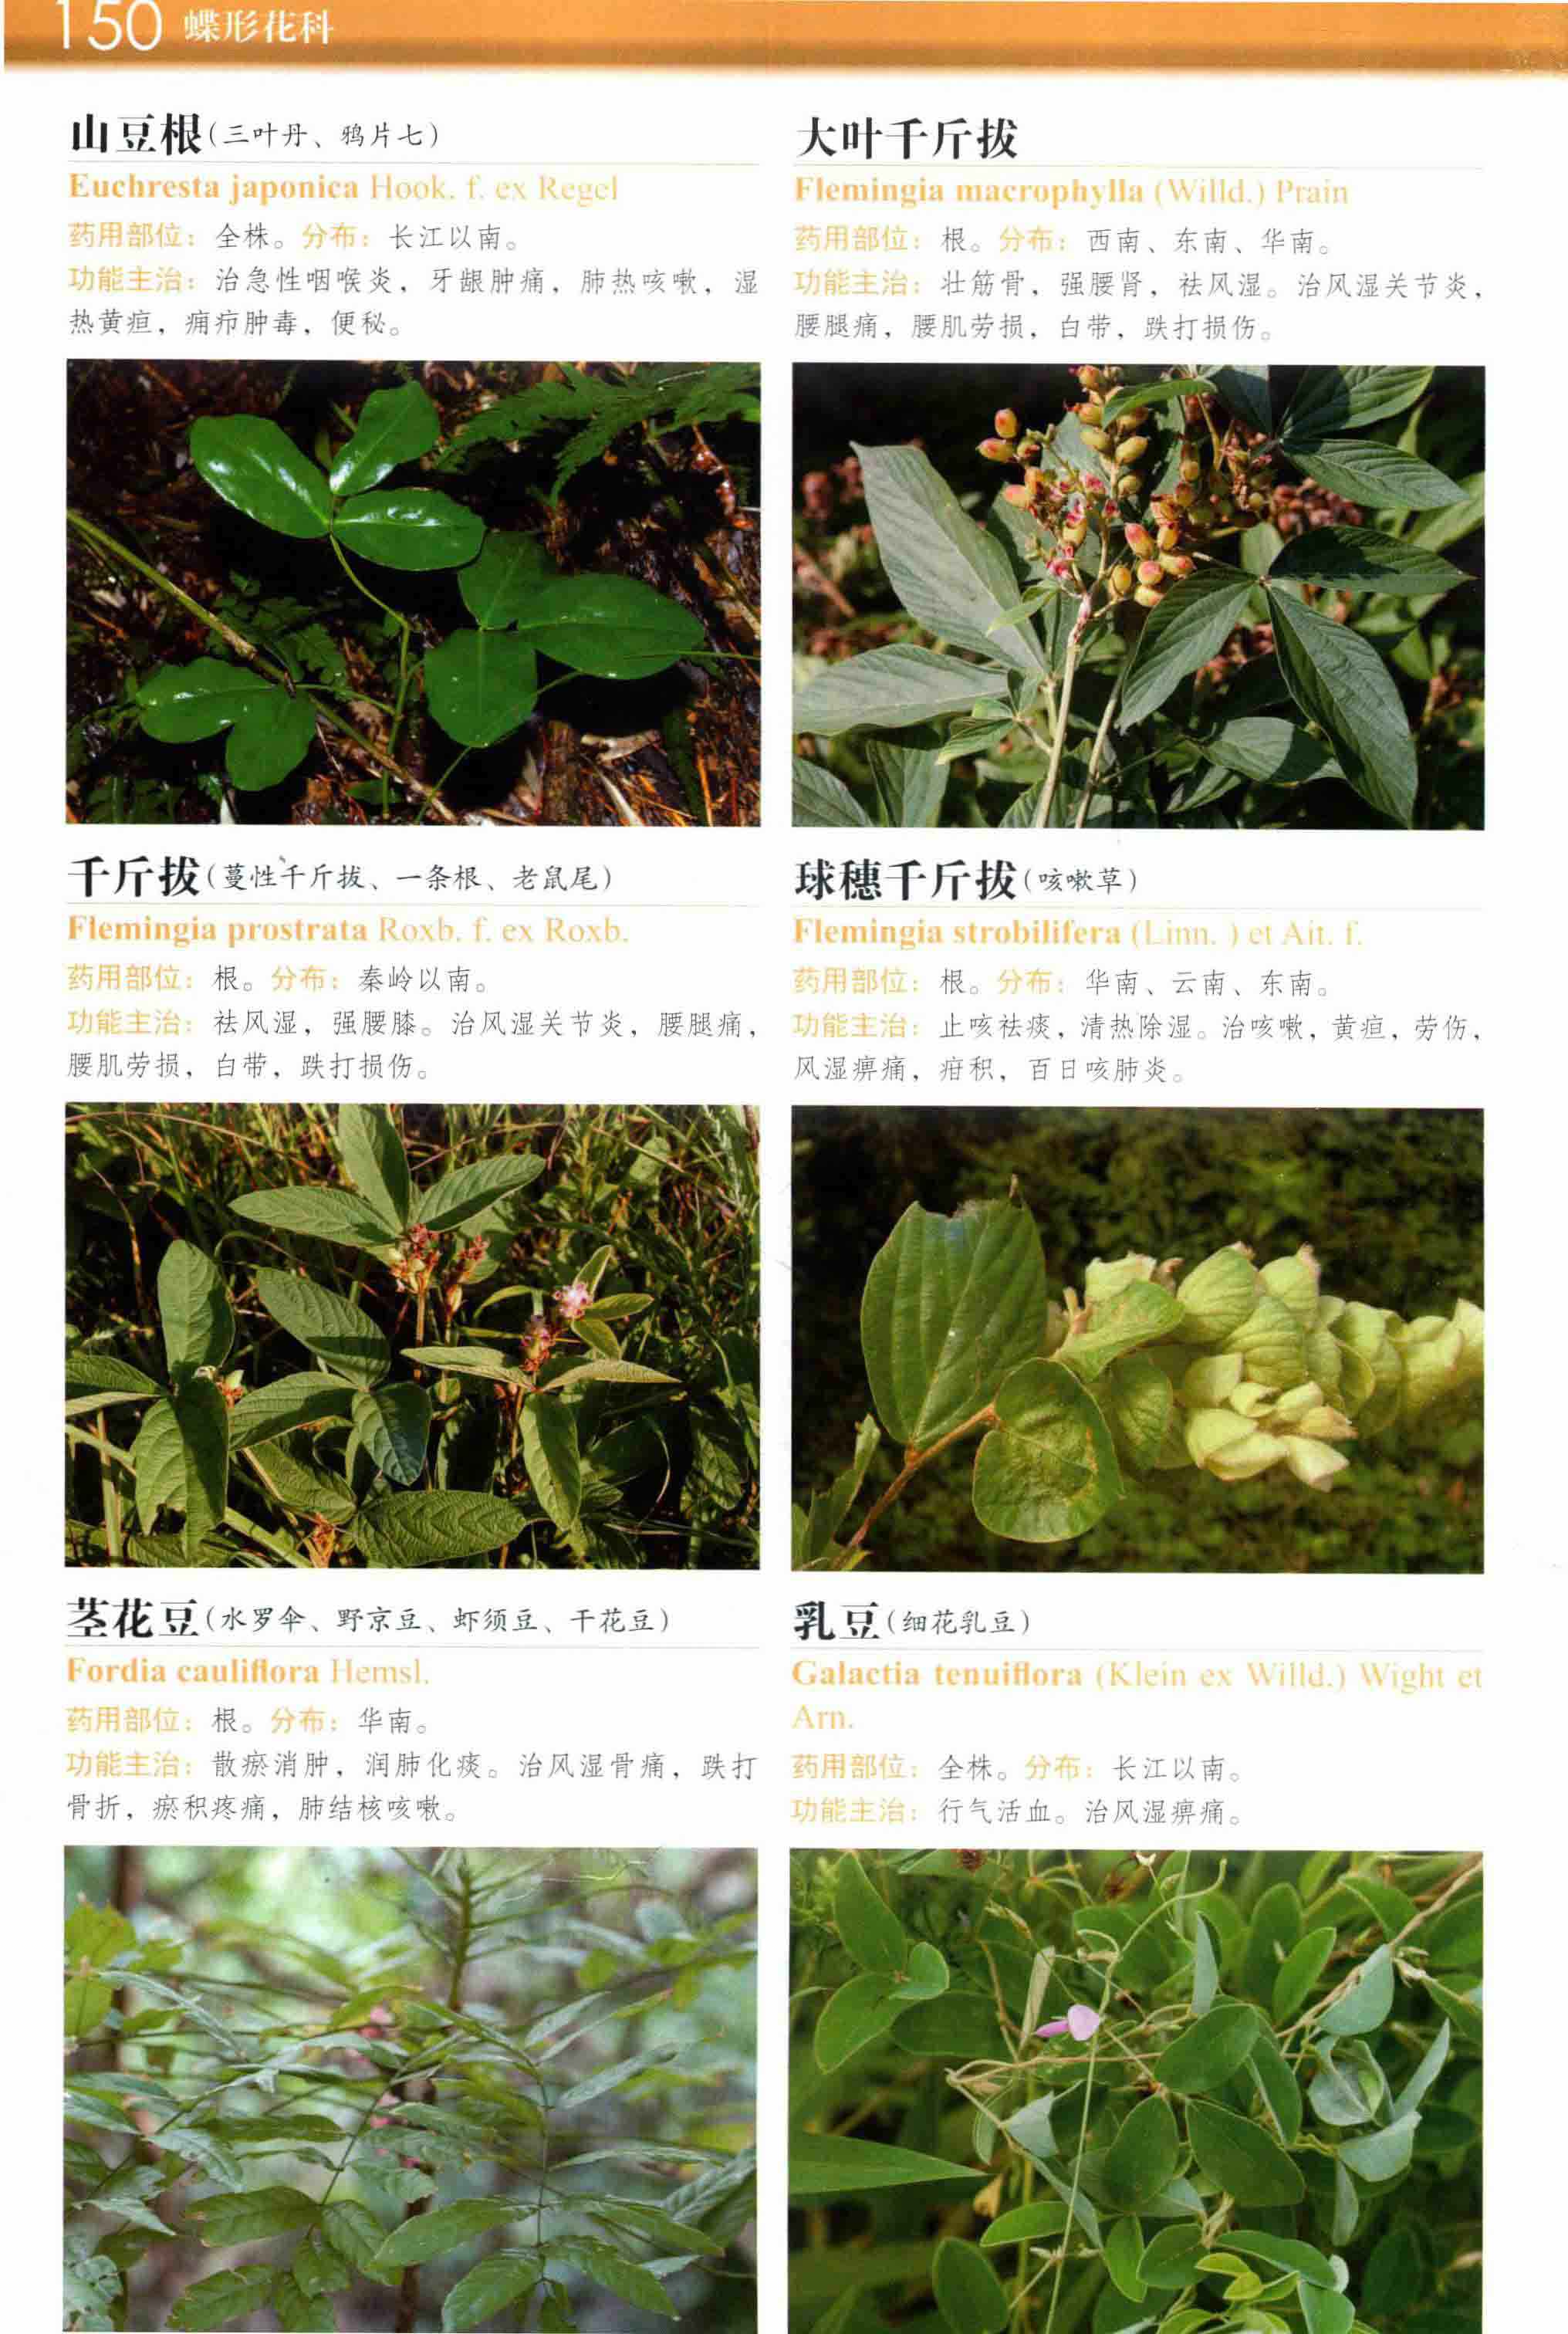 150 蝶形花科
山豆根(三叶丹、鸦片七)
Euchresta japonica Hook. f. ex Regel
药用部位：全株。分布：长江以南。
功能主治：治急性咽喉炎，牙龈肿痛，肺热咳嗽，湿
热黄疸，痈疖肿毒，便秘。
千斤拔(蔓性千斤拔、一条根、老鼠尾)
Flemingia prostrata Roxb. f. ex Roxb.
药用部位：根。分布：秦岭以南。
功能主治：祛风湿，强腰膝。治风湿关节炎，腰腿痛，
腰肌劳损，白带，跌打损伤。
茎花豆(水罗伞、野京豆、虾须豆、干花豆)
Fordia cauliflora Hemsl.
药用部位：根。分布：华南。
功能主治：散瘀消肿，润肺化痰。治风湿骨痛，跌打
骨折，瘀积疼痛，肺结核咳嗽。
大叶千斤拔
Flemingia macrophylla (Willd.) Prain
药用部位：根。分布：西南、东南、华南。
功能主治：壮筋骨，强腰肾，祛风湿。治风湿关节炎，
腰腿痛，腰肌劳损，白带，跌打损伤。
球穗千斤拔(咳嗽草)
Flemingia strobilifera (Linn. ) et Ait. f.
药用部位：根。分布：华南、云南、东南。
功能主治：止咳祛痰，清热除湿。治咳嗽，黄疸，劳伤，
风湿痹痛，疳积，百日咳肺炎。
乳豆(细花乳豆)
Galactia tenuiflora (Klein ex Willd.) Wight et
Arn.
药用部位：全株。分布：长江以南。
功能主治：行气活血。治风湿痹痛。